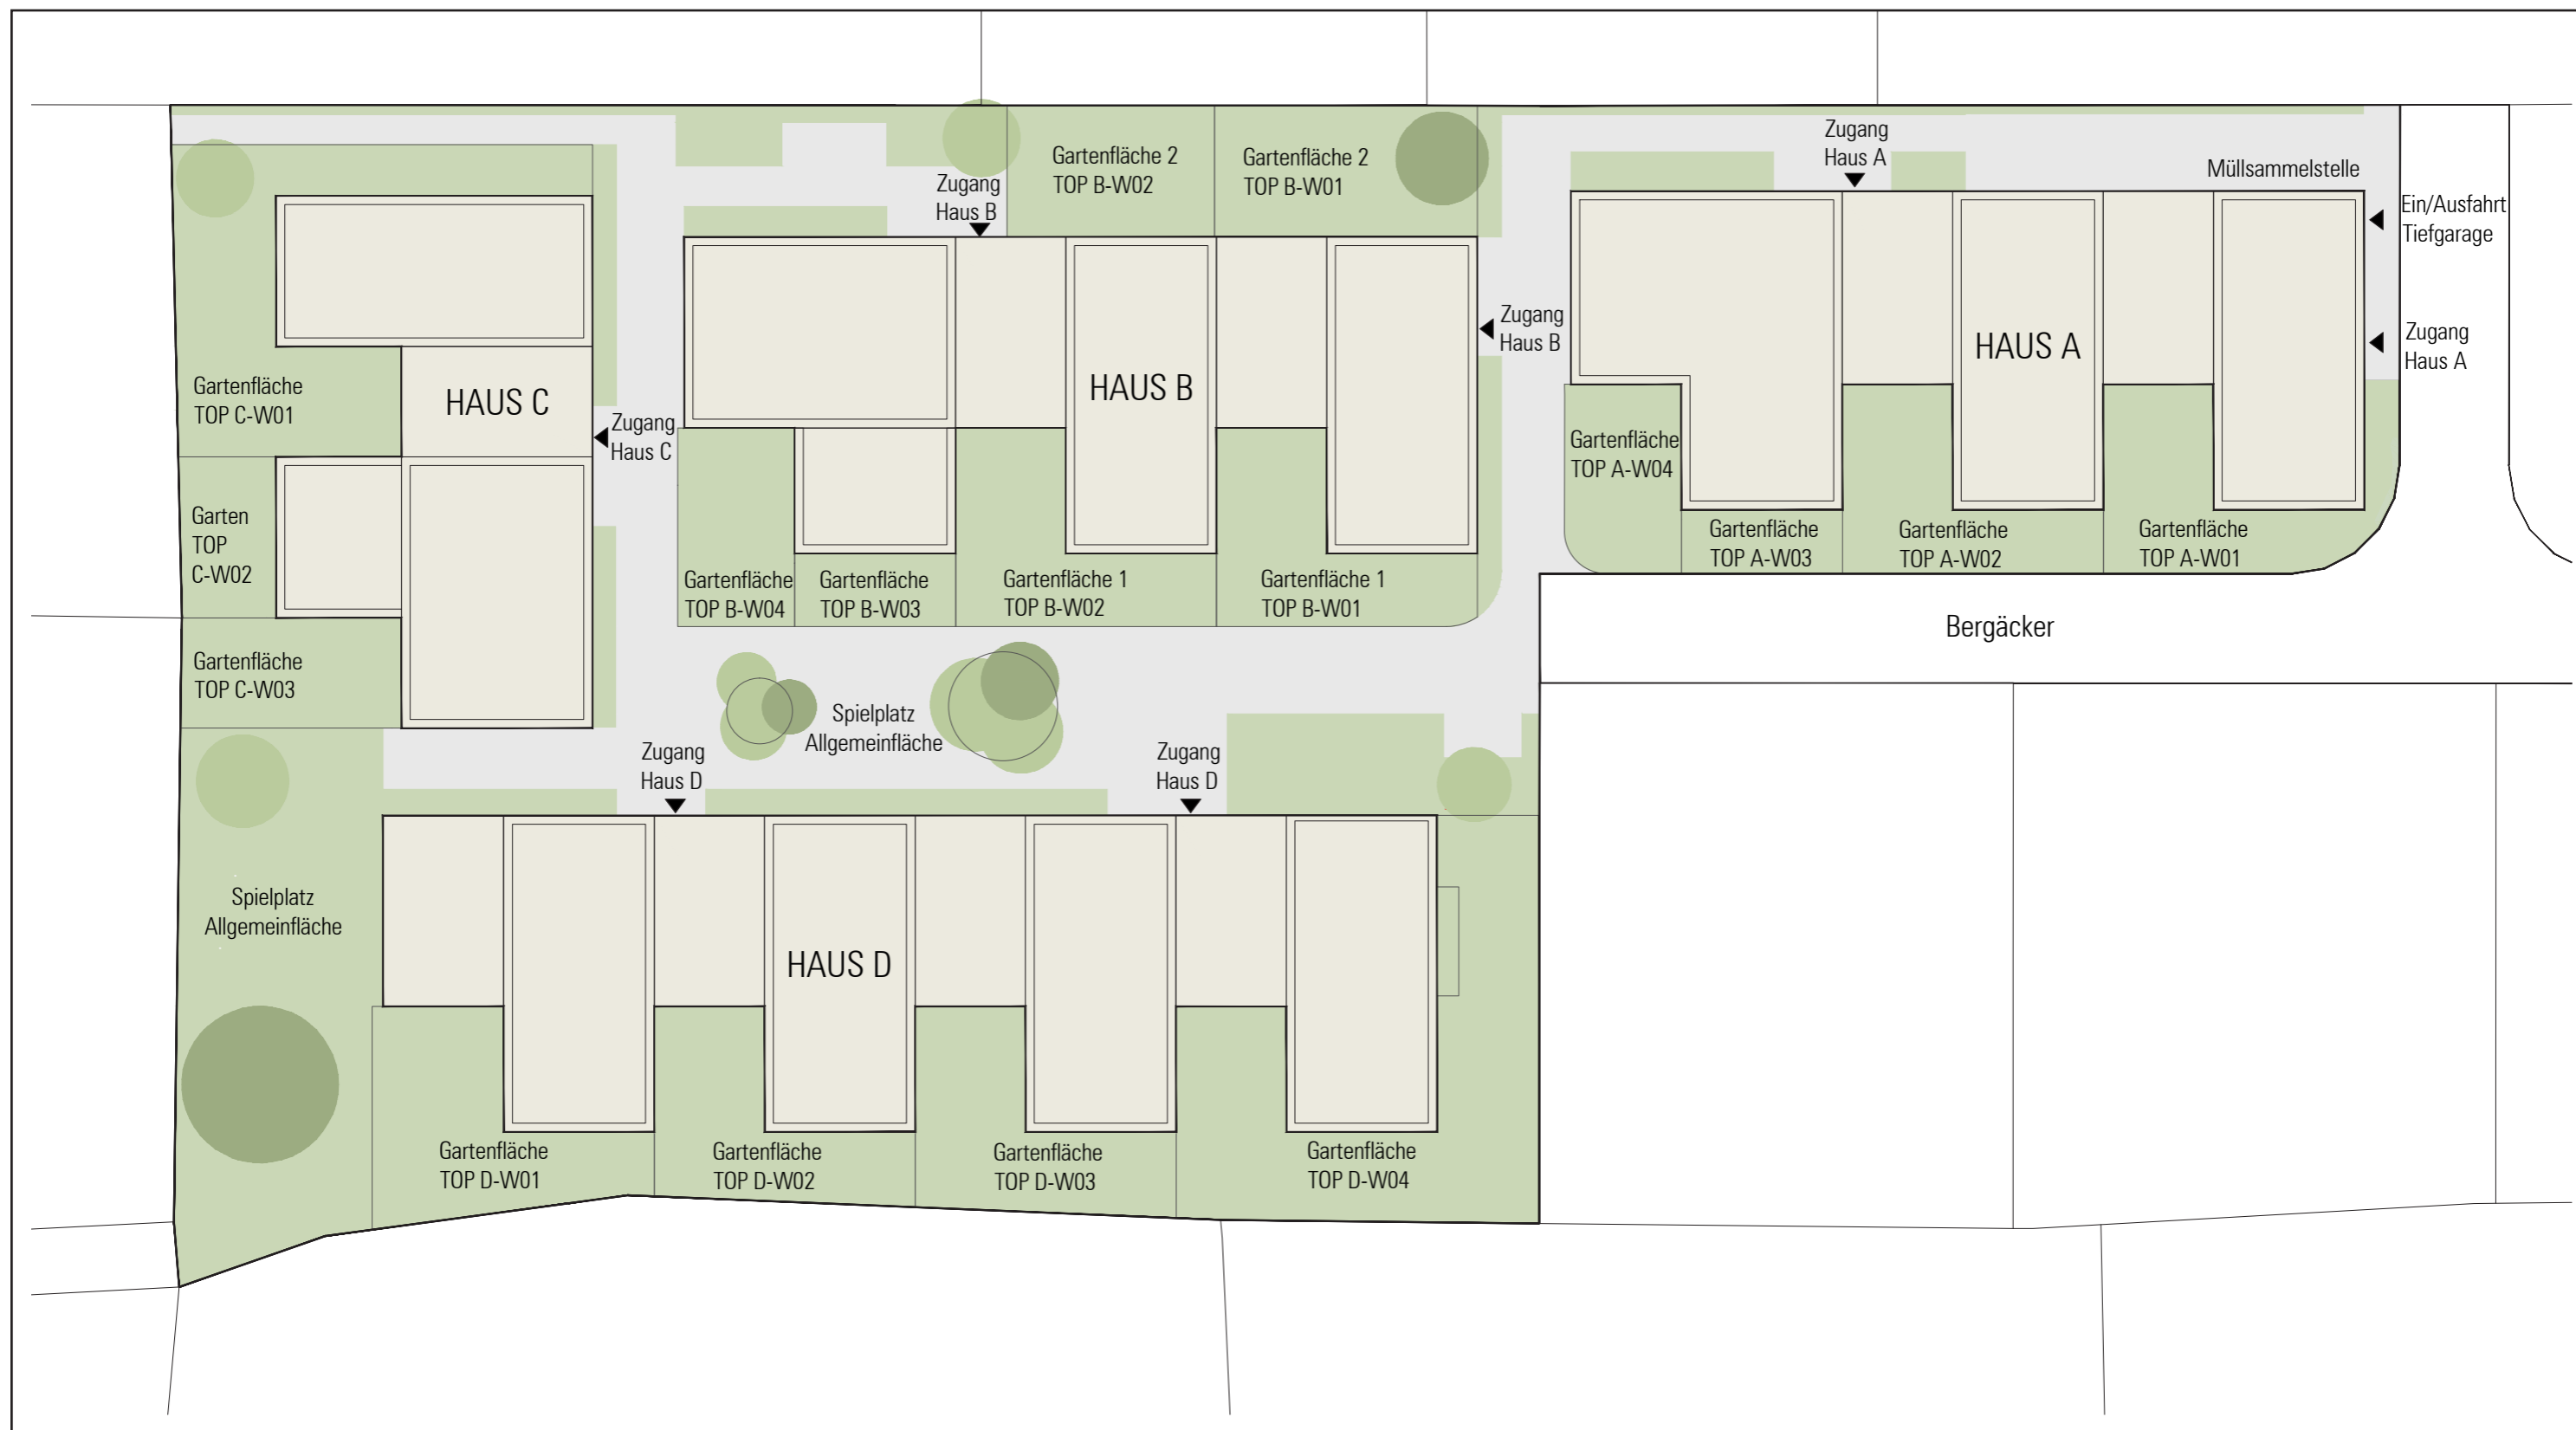 Zugang
Haus A
Müllsammelstelle
Gartenfläche 2
TOP B-W02
Gartenfläche 2
TOP B-W01
Zugang
Haus B
Ein/Ausfahrt
Tiefgarage
Zugang
Haus B
Zugang
Haus A
HAUS A
HAUS B
HAUS C
Gartenfläche
TOP C-W01
Zugang
Haus C
Gartenfläche
TOP A-W04
Garten
TOP
C-W02
Gartenfläche
TOP A-W03
Gartenfläche
TOP A-W02
Gartenfläche
TOP A-W01
Gartenfläche
TOP B-W04
Gartenfläche
TOP B-W03
Gartenfläche 1
TOP B-W02
Gartenfläche 1
TOP B-W01
Bergäcker
Gartenfläche
TOP C-W03
Spielplatz
Allgemeinfläche
Zugang
Haus D
Zugang
Haus D
Spielplatz
Allgemeinfläche
HAUS D
Gartenfläche
TOP D-W01
Gartenfläche
TOP D-W02
Gartenfläche
TOP D-W03
Gartenfläche
TOP D-W04